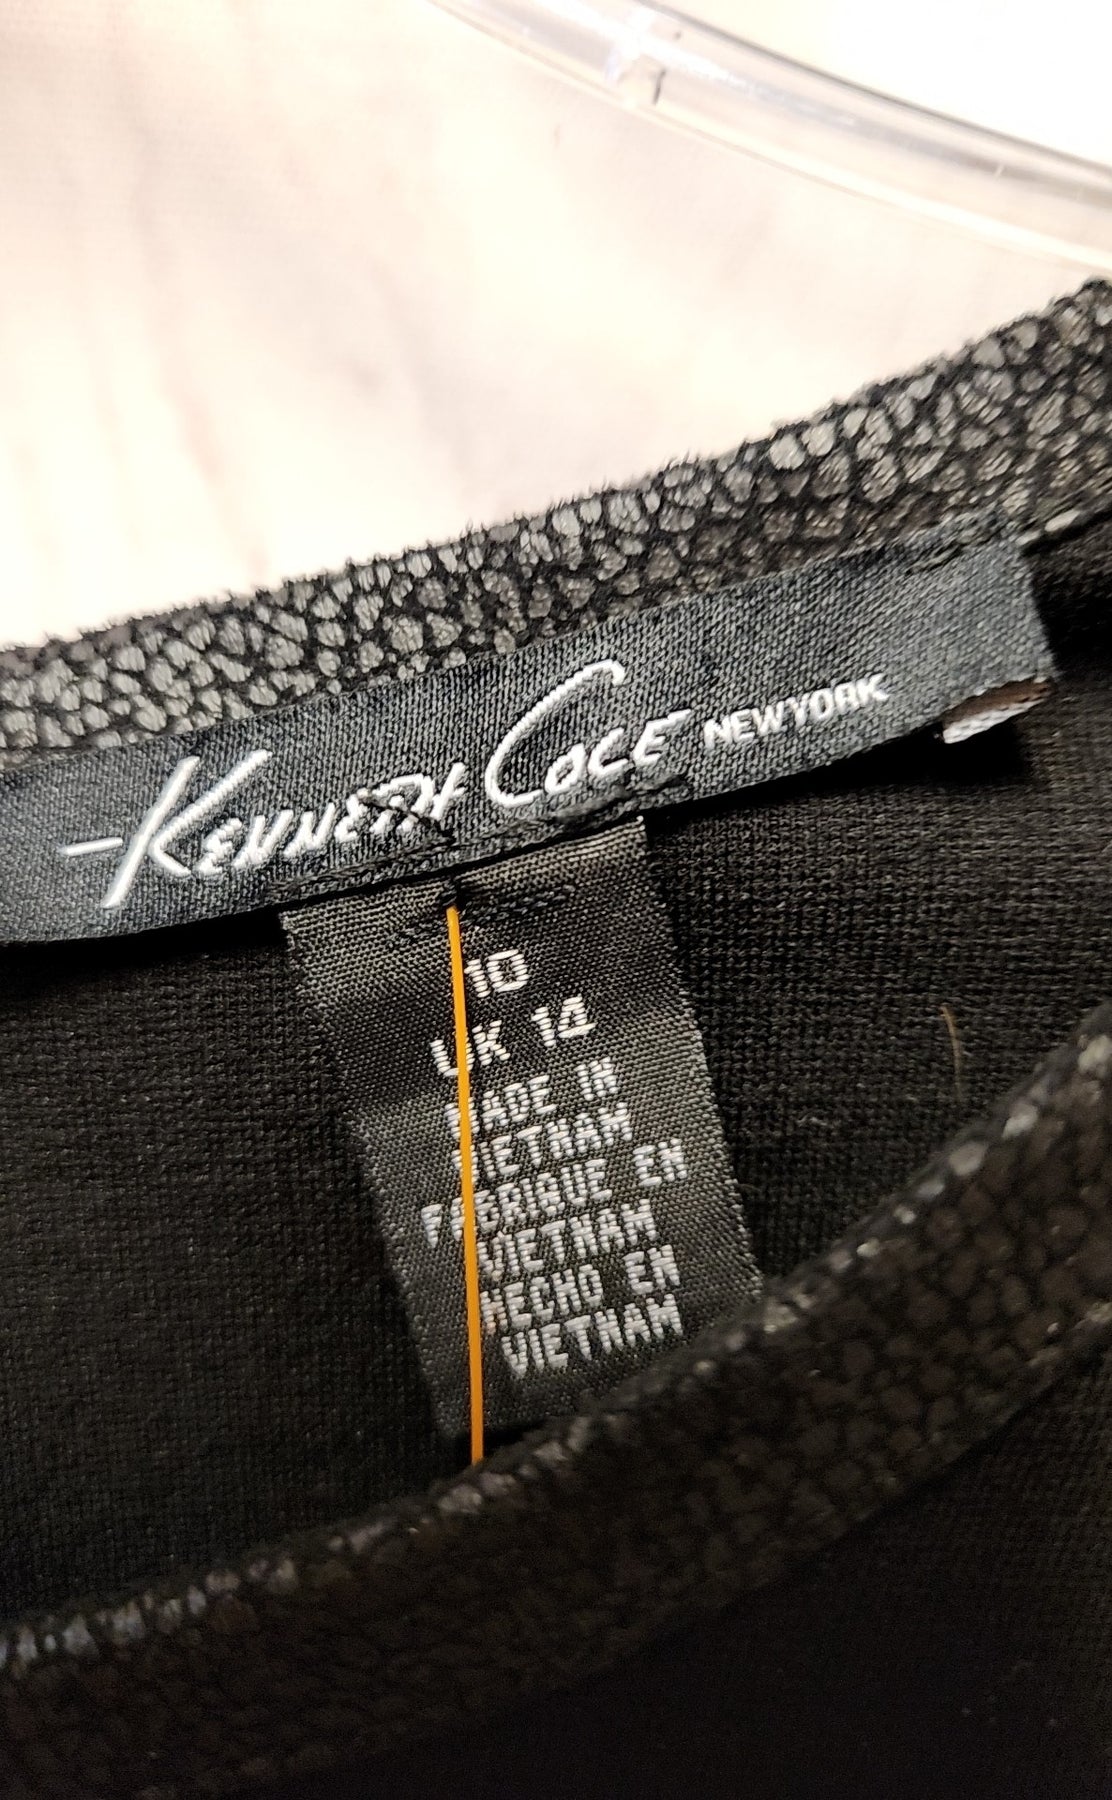 KENNETH COLE NEW YORK
10
UK 14
MADE IN
VIETNAM
FABRIQUE EN
VIETNAM
HECHO EN
VIETNAM